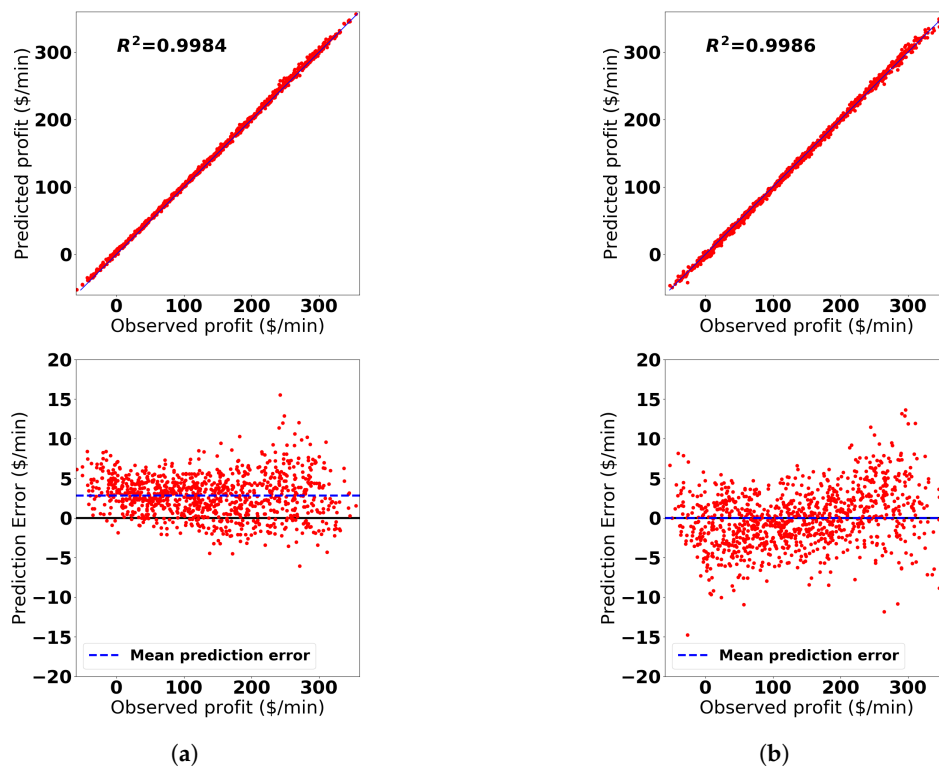 R²=0.9984
300
200
100
0
Predicted profit ($/min)
0 100 200 300
Observed profit ($/min)
R²=0.9986
300
200
100
0
Predicted profit ($/min)
0 100 200 300
Observed profit ($/min)
20
15
10
5
0
−5
−10
−15
−20
Prediction Error ($/min)
Mean prediction error
0 100 200 300
Observed profit ($/min)
20
15
10
5
0
−5
−10
−15
−20
Prediction Error ($/min)
Mean prediction error
0 100 200 300
Observed profit ($/min)
(a)
(b)